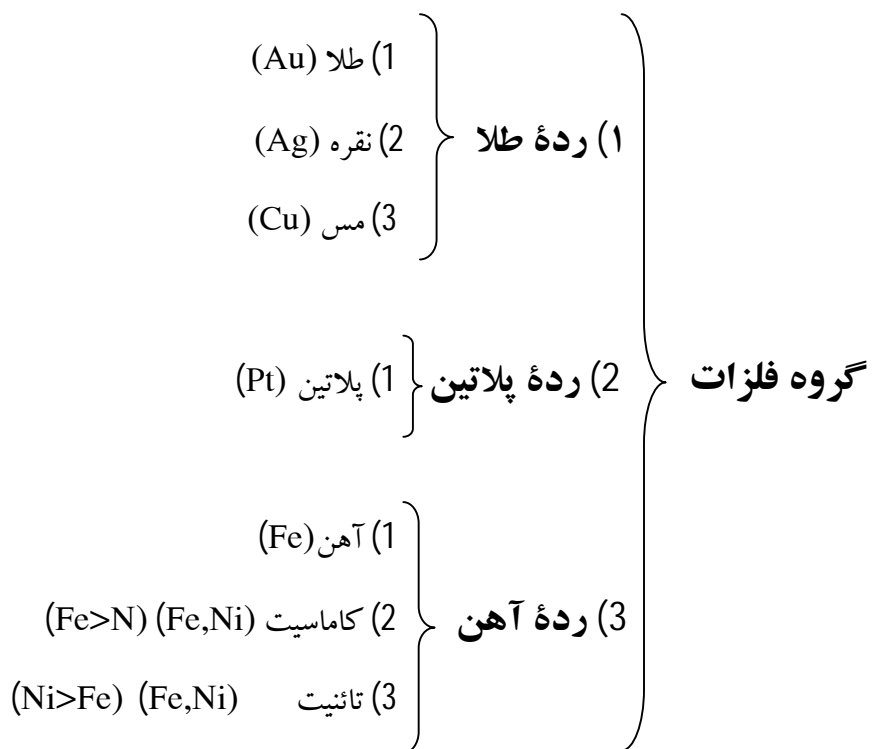 گروه فلزات
۱) ردهٔ طلا
1) طلا (Au)
2) نقره (Ag)
3) مس (Cu)
2) ردهٔ پلاتین
1) پلاتین (Pt)
3) ردهٔ آهن
1) آهن (Fe)
2) کاماسیت (Fe,Ni) (Fe>N)
3) تائنیت (Fe,Ni) (Ni>Fe)